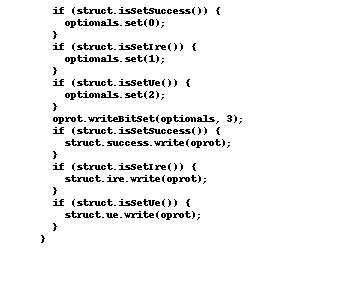 if (struct.isSetSuccess()) {
optionals.set(0);
}
if (struct.isSetIre()) {
optionals.set(1);
}
if (struct.isSetUe()) {
optionals.set(2);
}
oprot.writeBitSet(optionals, 3);
if (struct.isSetSuccess()) {
struct.success.write(oprot);
}
if (struct.isSetIre()) {
struct.ire.write(oprot);
}
if (struct.isSetUe()) {
struct.ue.write(oprot);
}
}